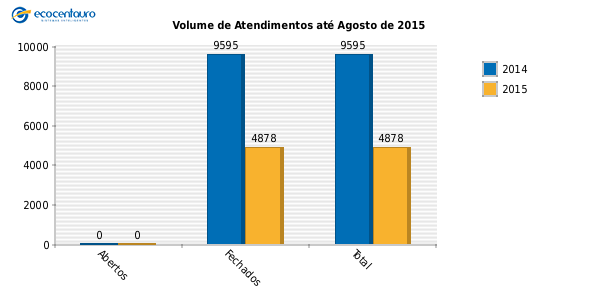 ecocentauro
Volume de Atendimentos até Agosto de 2015
10000
8000
6000
4000
2000
0
0
0
9595
4878
9595
4878
Abertos
Fechados
Total
2014
2015